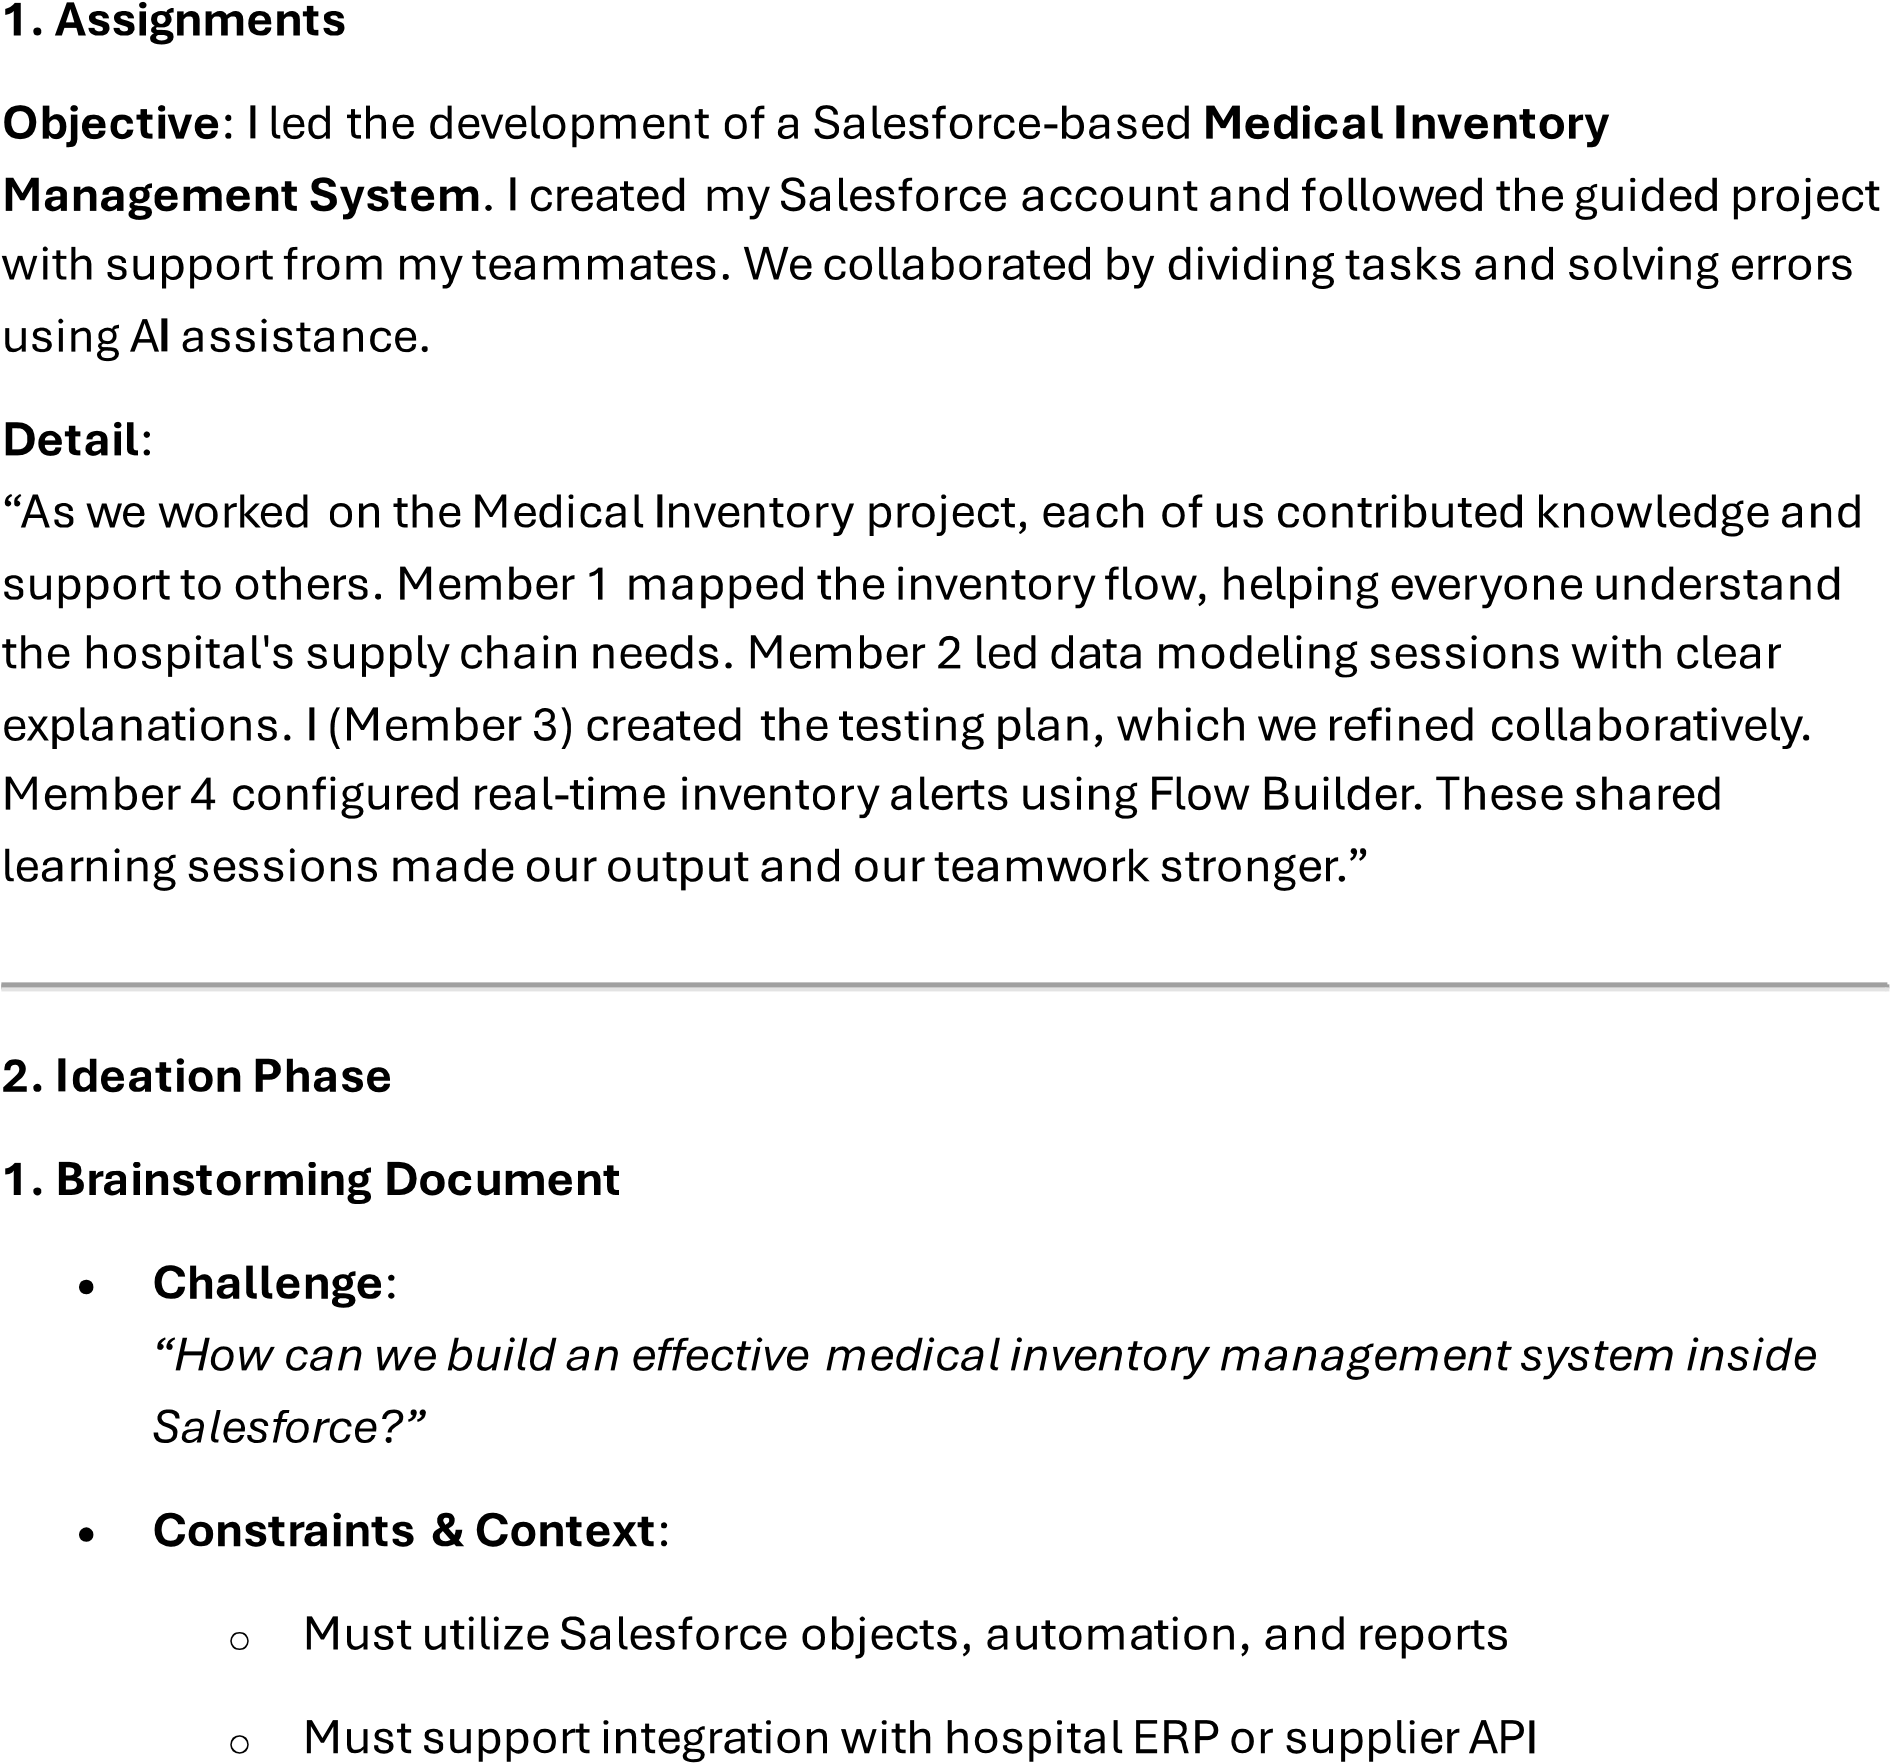 1. Assignments
Objective: I led the development of a Salesforce-based Medical Inventory
Management System. I created my Salesforce account and followed the guided project
with support from my teammates. We collaborated by dividing tasks and solving errors
using AI assistance.
Detail:
“As we worked on the Medical Inventory project, each of us contributed knowledge and
support to others. Member 1 mapped the inventory flow, helping everyone understand
the hospital's supply chain needs. Member 2 led data modeling sessions with clear
explanations. I (Member 3) created the testing plan, which we refined collaboratively.
Member 4 configured real-time inventory alerts using Flow Builder. These shared
learning sessions made our output and our teamwork stronger.”
2. Ideation Phase
1. Brainstorming Document
• Challenge:
“How can we build an effective medical inventory management system inside
Salesforce?”
• Constraints & Context:
○ Must utilize Salesforce objects, automation, and reports
○ Must support integration with hospital ERP or supplier API